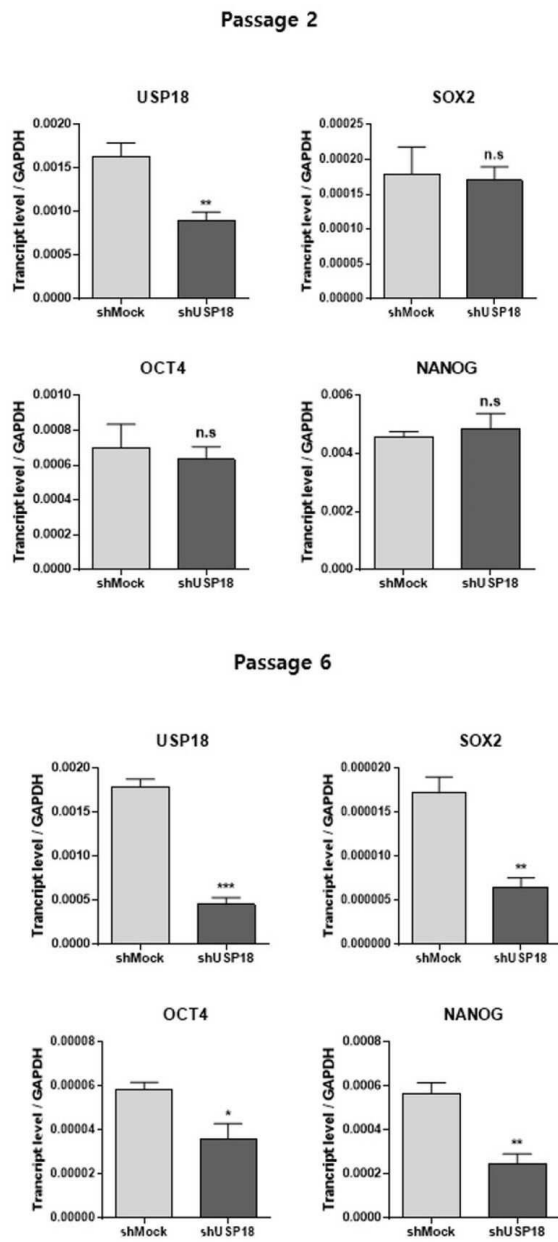 Passage 2
USP18
Trancript level / GAPDH
0.0020
0.0015
0.0010
0.0005
0.0000
**
shMock shUSP18
SOX2
Trancript level / GAPDH
0.00025
0.00020
0.00015
0.00010
0.00005
0.00000
n.s
shMock shUSP18
OCT4
Trancript level / GAPDH
0.0010
0.0008
0.0006
0.0004
0.0002
0.0000
n.s
shMock shUSP18
NANOG
Trancript level / GAPDH
0.006
0.004
0.002
0.000
n.s
shMock shUSP18
Passage 6
USP18
Trancript level / GAPDH
0.0020
0.0015
0.0010
0.0005
0.0000
***
shMock shUSP18
SOX2
Trancript level / GAPDH
0.000020
0.000015
0.000010
0.000005
0.000000
**
shMock shUSP18
OCT4
Trancript level / GAPDH
0.00008
0.00006
0.00004
0.00002
0.00000
*
shMock shUSP18
NANOG
Trancript level / GAPDH
0.0008
0.0006
0.0004
0.0002
0.0000
**
shMock shUSP18